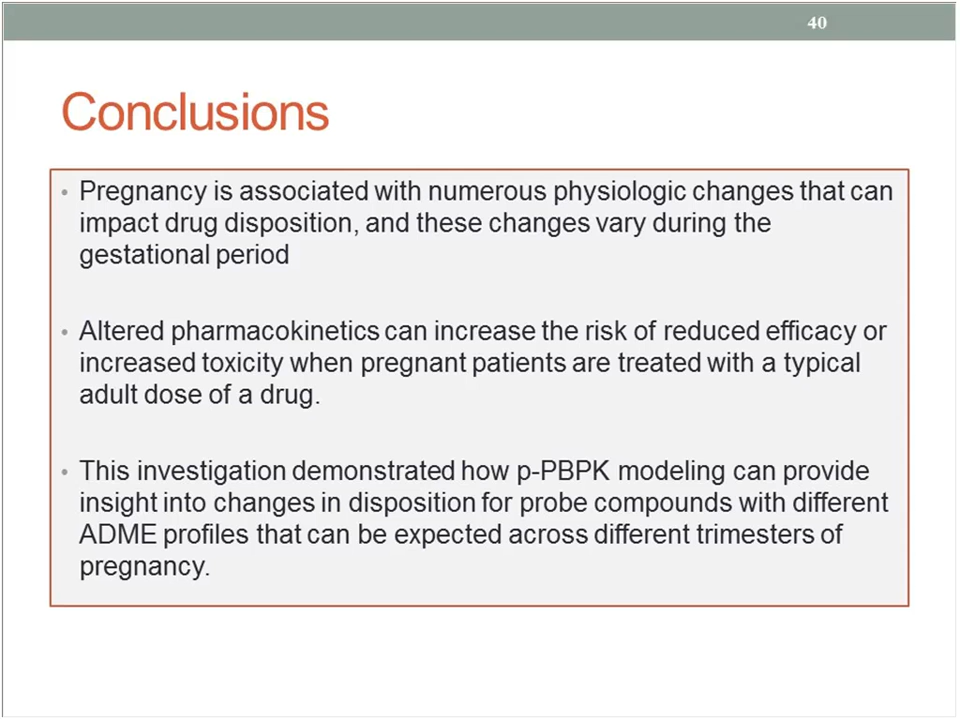 40
Conclusions
• Pregnancy is associated with numerous physiologic changes that can
impact drug disposition, and these changes vary during the
gestational period
• Altered pharmacokinetics can increase the risk of reduced efficacy or
increased toxicity when pregnant patients are treated with a typical
adult dose of a drug.
• This investigation demonstrated how p-PBPK modeling can provide
insight into changes in disposition for probe compounds with different
ADME profiles that can be expected across different trimesters of
pregnancy.